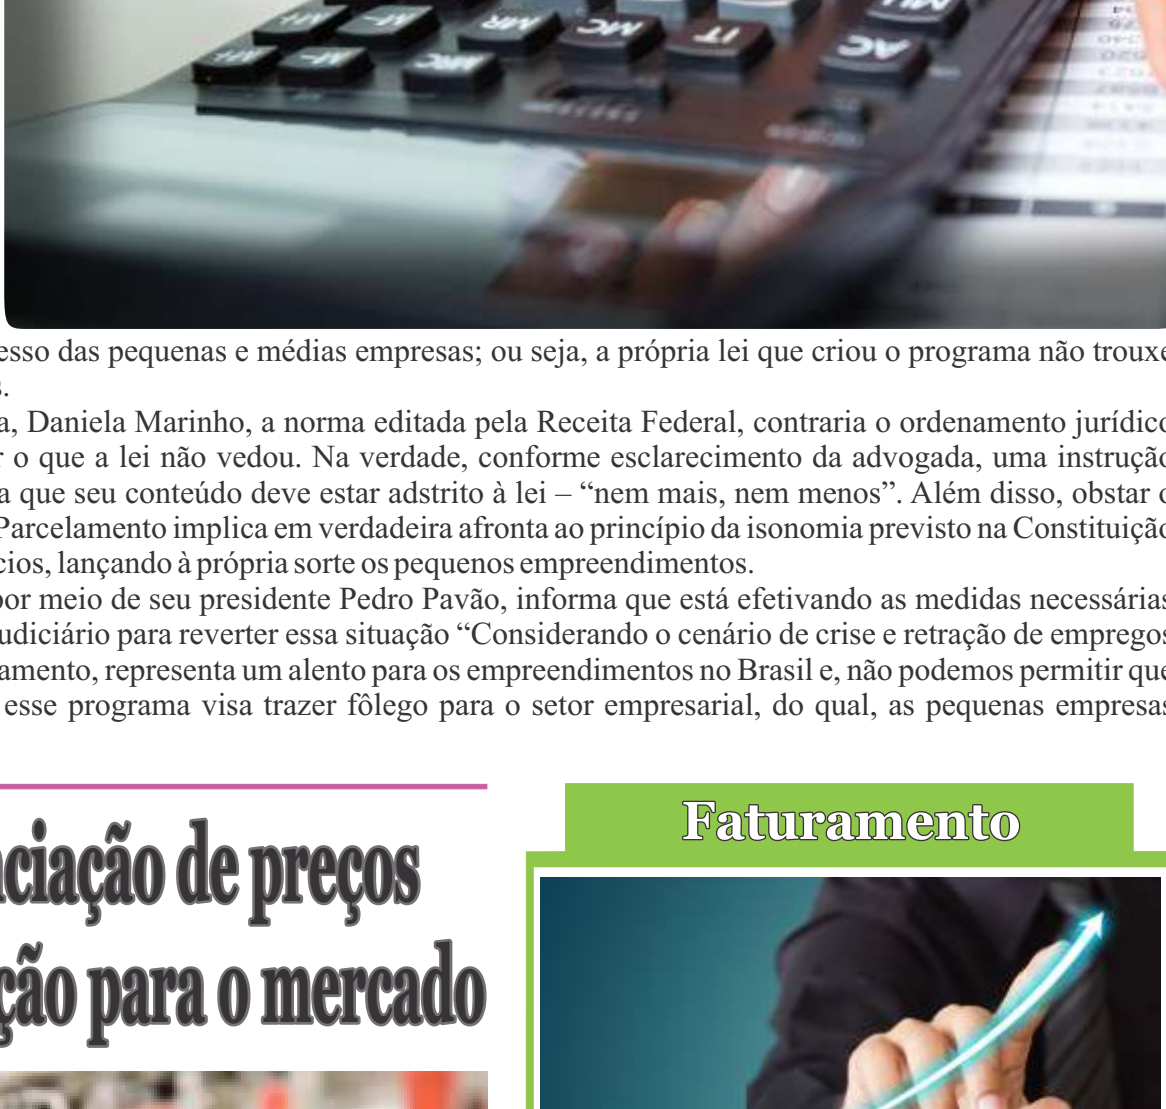 M+ M- MR MC IT AC MU
M+ M- MRC
esso das pequenas e médias empresas; ou seja, a própria lei que criou o programa não trouxe
s.
a, Daniela Marinho, a norma editada pela Receita Federal, contraria o ordenamento jurídico
r o que a lei não vedou. Na verdade, conforme esclarecimento da advogada, uma instrução
a que seu conteúdo deve estar adstrito à lei – “nem mais, nem menos”. Além disso, obstar o
Parcelamento implica em verdadeira afronta ao princípio da isonomia previsto na Constituição
cios, lançando à própria sorte os pequenos empreendimentos.
por meio de seu presidente Pedro Pavão, informa que está efetivando as medidas necessárias
udiciário para reverter essa situação “Considerando o cenário de crise e retração de empregos
amento, representa um alento para os empreendimentos no Brasil e, não podemos permitir que
esse programa visa trazer fôlego para o setor empresarial, do qual, as pequenas empresas
ciação de preços
ção para o mercado
Faturamento